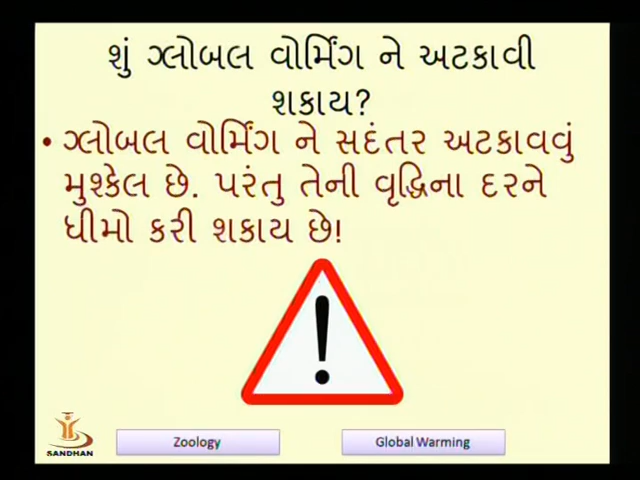 શું ગ્લોબલ વોર્મિંગ ને અટકાવી
શકાય?
• ગ્લોબલ વોર્મિંગ ને સદંતર અટકાવવું
મુશ્કેલ છે. પરંતુ તેની વૃદ્ધિના દરને
ધીમો કરી શકાય છે!
SANDHAN
Zoology
Global Warming